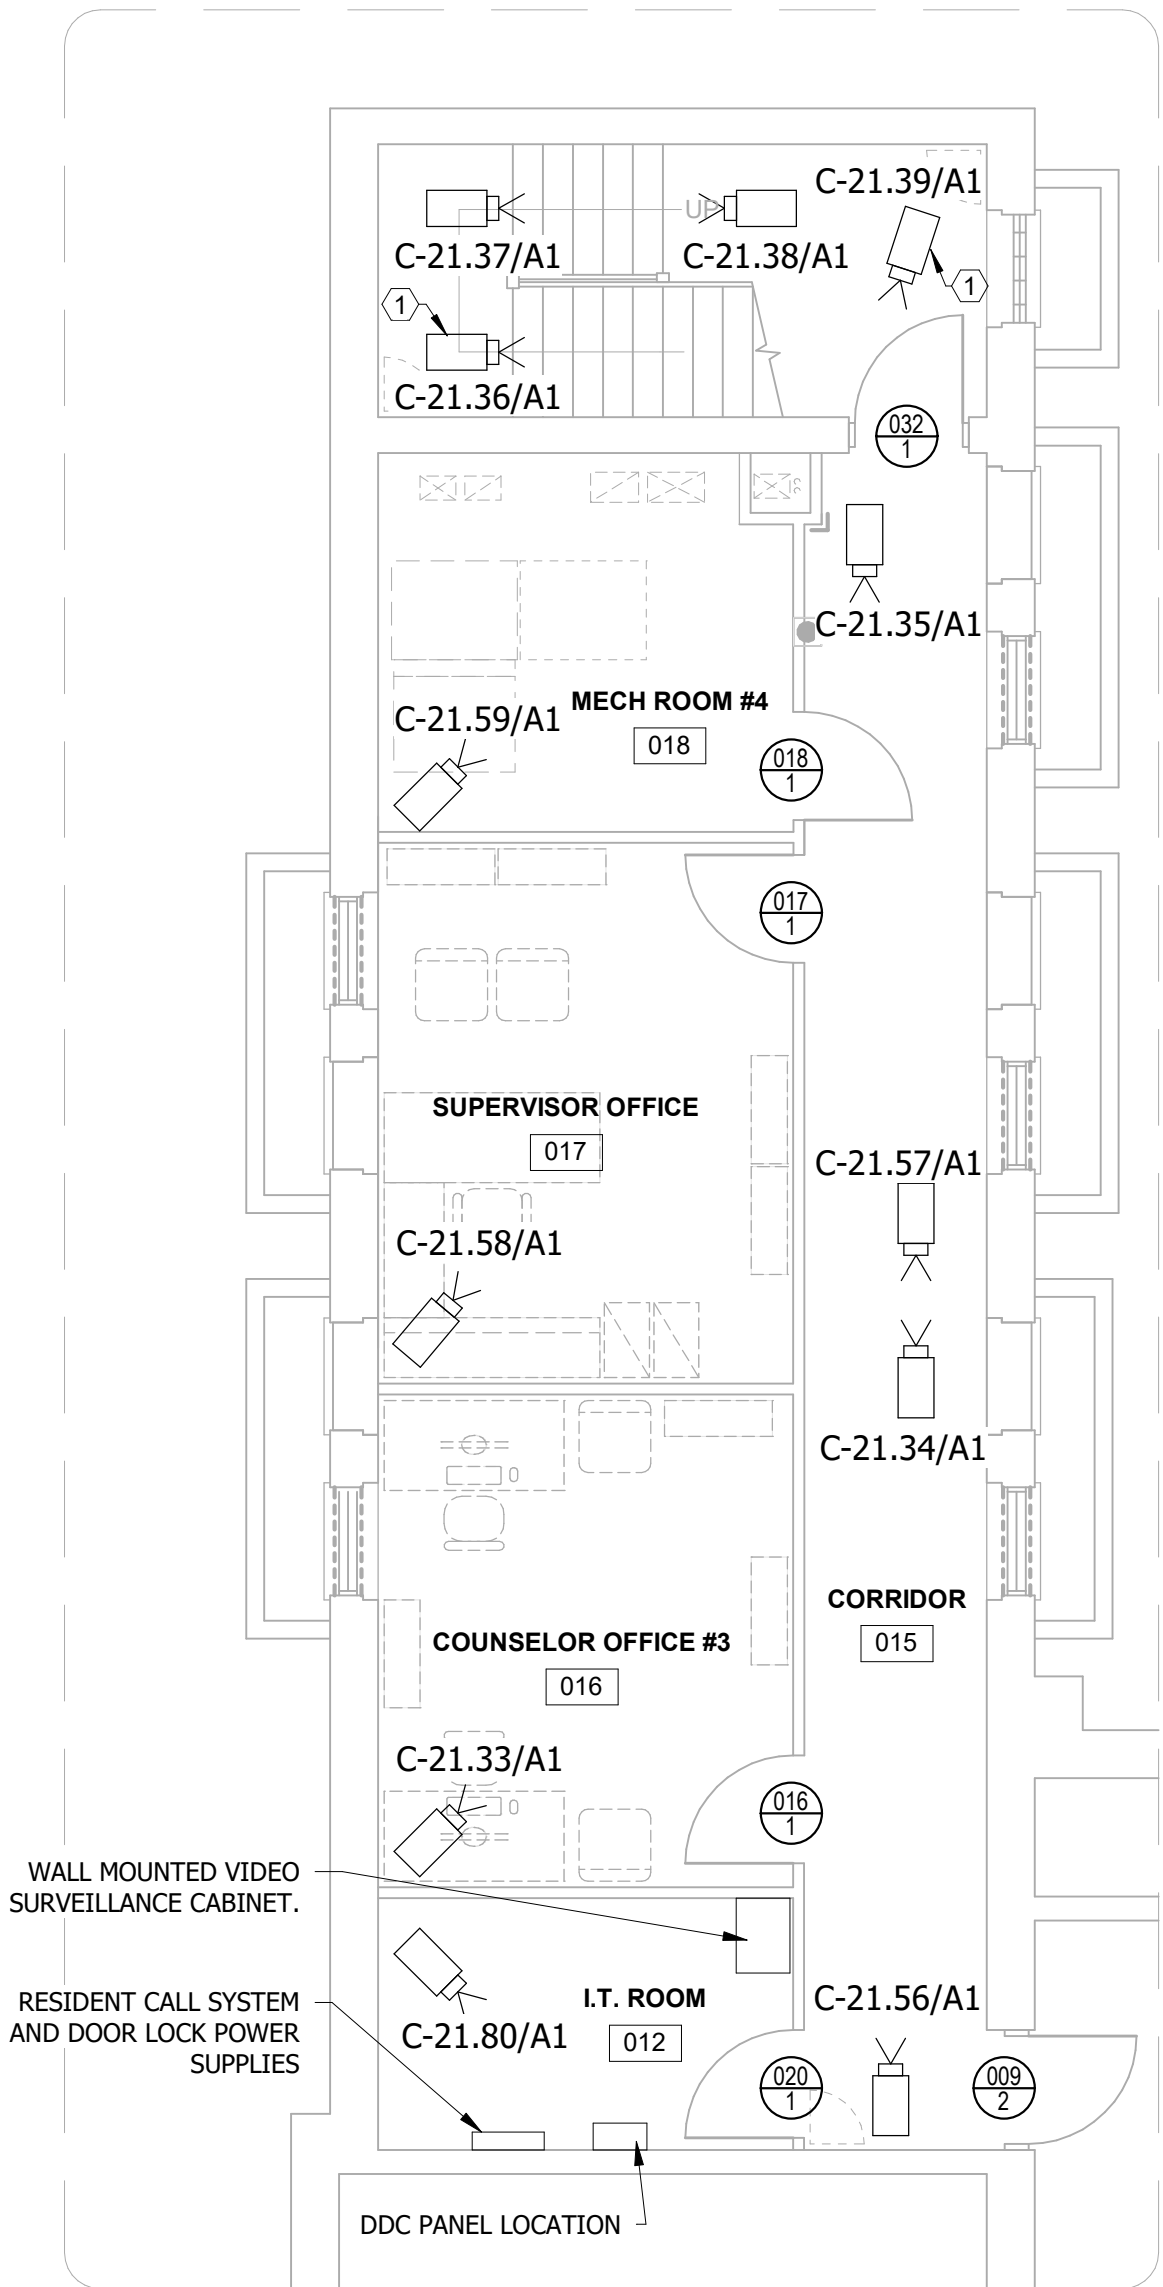 C-21.39/A1
UP
C-21.37/A1
C-21.38/A1
1
1
C-21.36/A1
032
1
C-21.35/A1
MECH ROOM #4
C-21.59/A1
018
018
1
017
1
SUPERVISOR OFFICE
017
C-21.57/A1
C-21.58/A1
C-21.34/A1
CORRIDOR
015
COUNSELOR OFFICE #3
016
C-21.33/A1
016
1
WALL MOUNTED VIDEO
SURVEILLANCE CABINET.
I.T. ROOM
012
C-21.56/A1
RESIDENT CALL SYSTEM
AND DOOR LOCK POWER
SUPPLIES
C-21.80/A1
020
1
009
2
DDC PANEL LOCATION